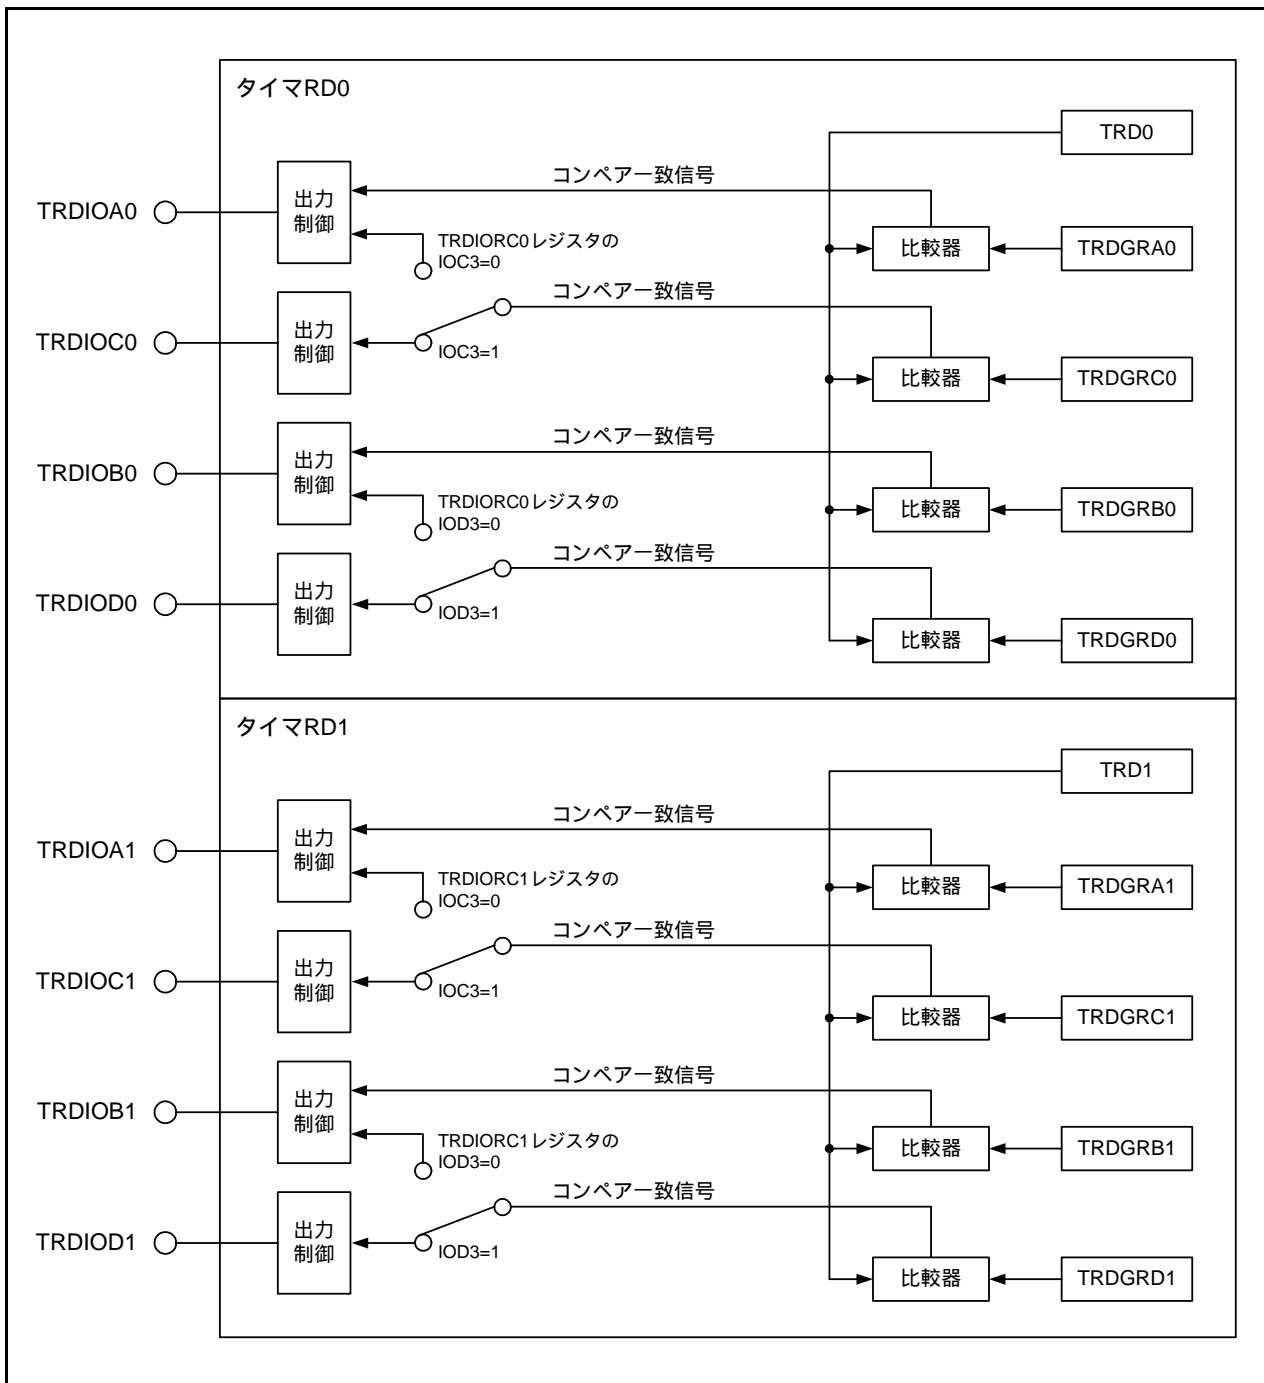 タイマRD0
TRD0
コンペア一致信号
出力
制御
TRDIOA0
TRDIORC0レジスタの
IOC3=0
比較器
TRDGRA0
コンペア一致信号
出力
制御
TRDIOC0
IOC3=1
比較器
TRDGRC0
コンペア一致信号
出力
制御
TRDIOB0
TRDIORC0レジスタの
IOD3=0
比較器
TRDGRB0
コンペア一致信号
出力
制御
TRDIOD0
IOD3=1
比較器
TRDGRD0
タイマRD1
TRD1
コンペア一致信号
出力
制御
TRDIOA1
TRDIORC1レジスタの
IOC3=0
比較器
TRDGRA1
コンペア一致信号
出力
制御
TRDIOC1
IOC3=1
比較器
TRDGRC1
コンペア一致信号
出力
制御
TRDIOB1
TRDIORC1レジスタの
IOD3=0
比較器
TRDGRB1
コンペア一致信号
出力
制御
TRDIOD1
IOD3=1
比較器
TRDGRD1